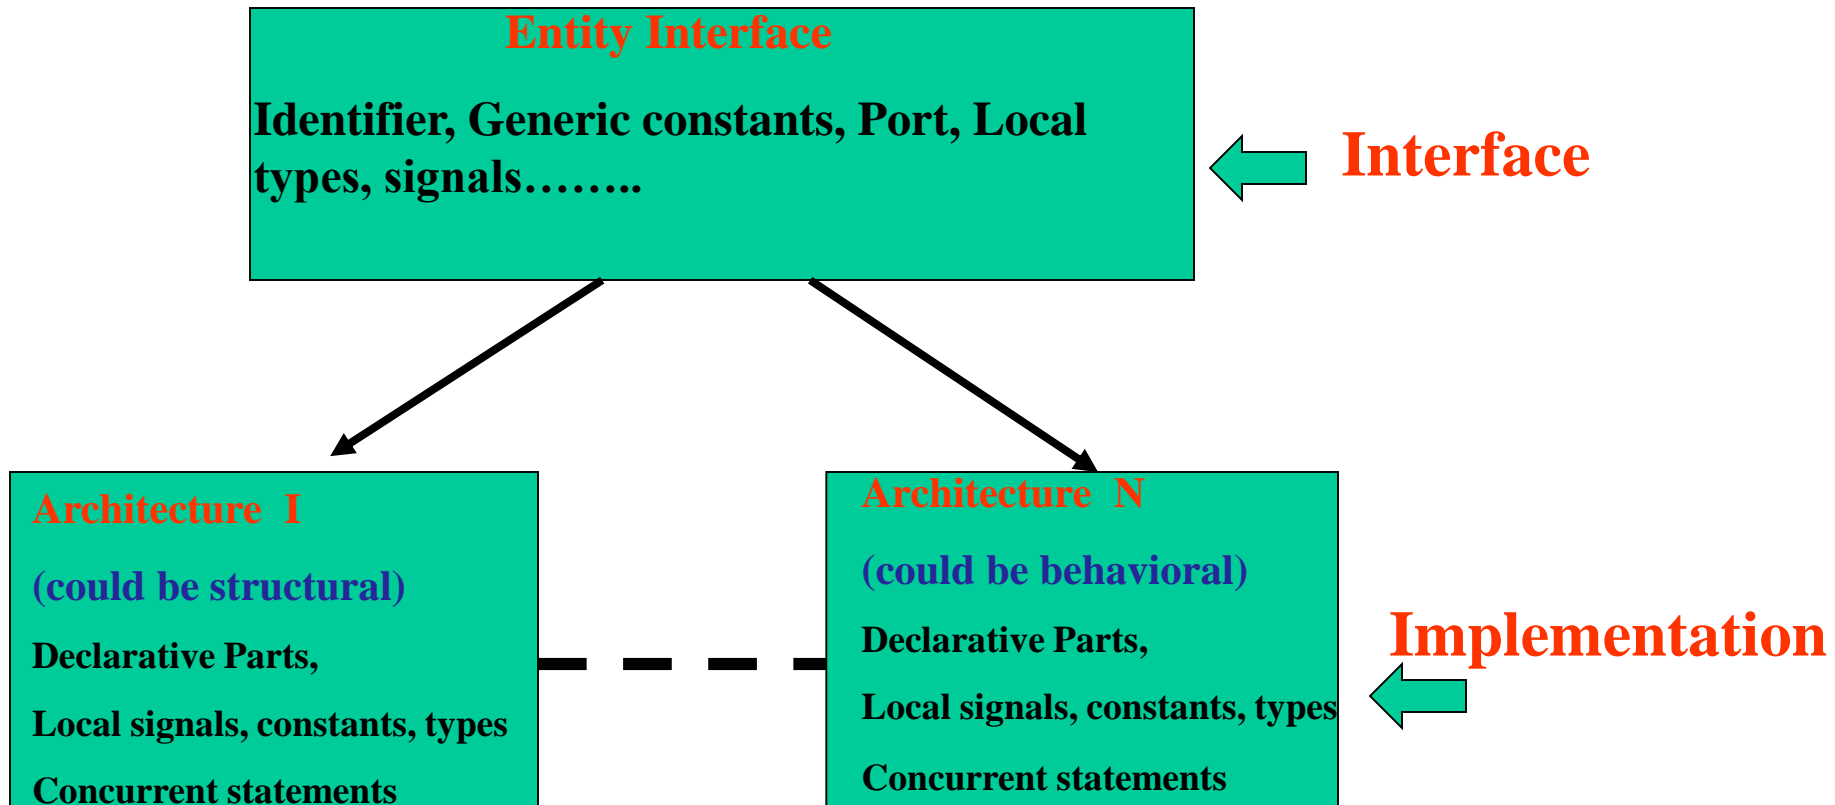 Entity Interface
Identifier, Generic constants, Port, Local
types, signals……..
Interface
Architecture  I
(could be structural)
Declarative Parts,
Local signals, constants, types
Concurrent statements
Architecture  N
(could be behavioral)
Declarative Parts,
Local signals, constants, types
Concurrent statements
Implementation